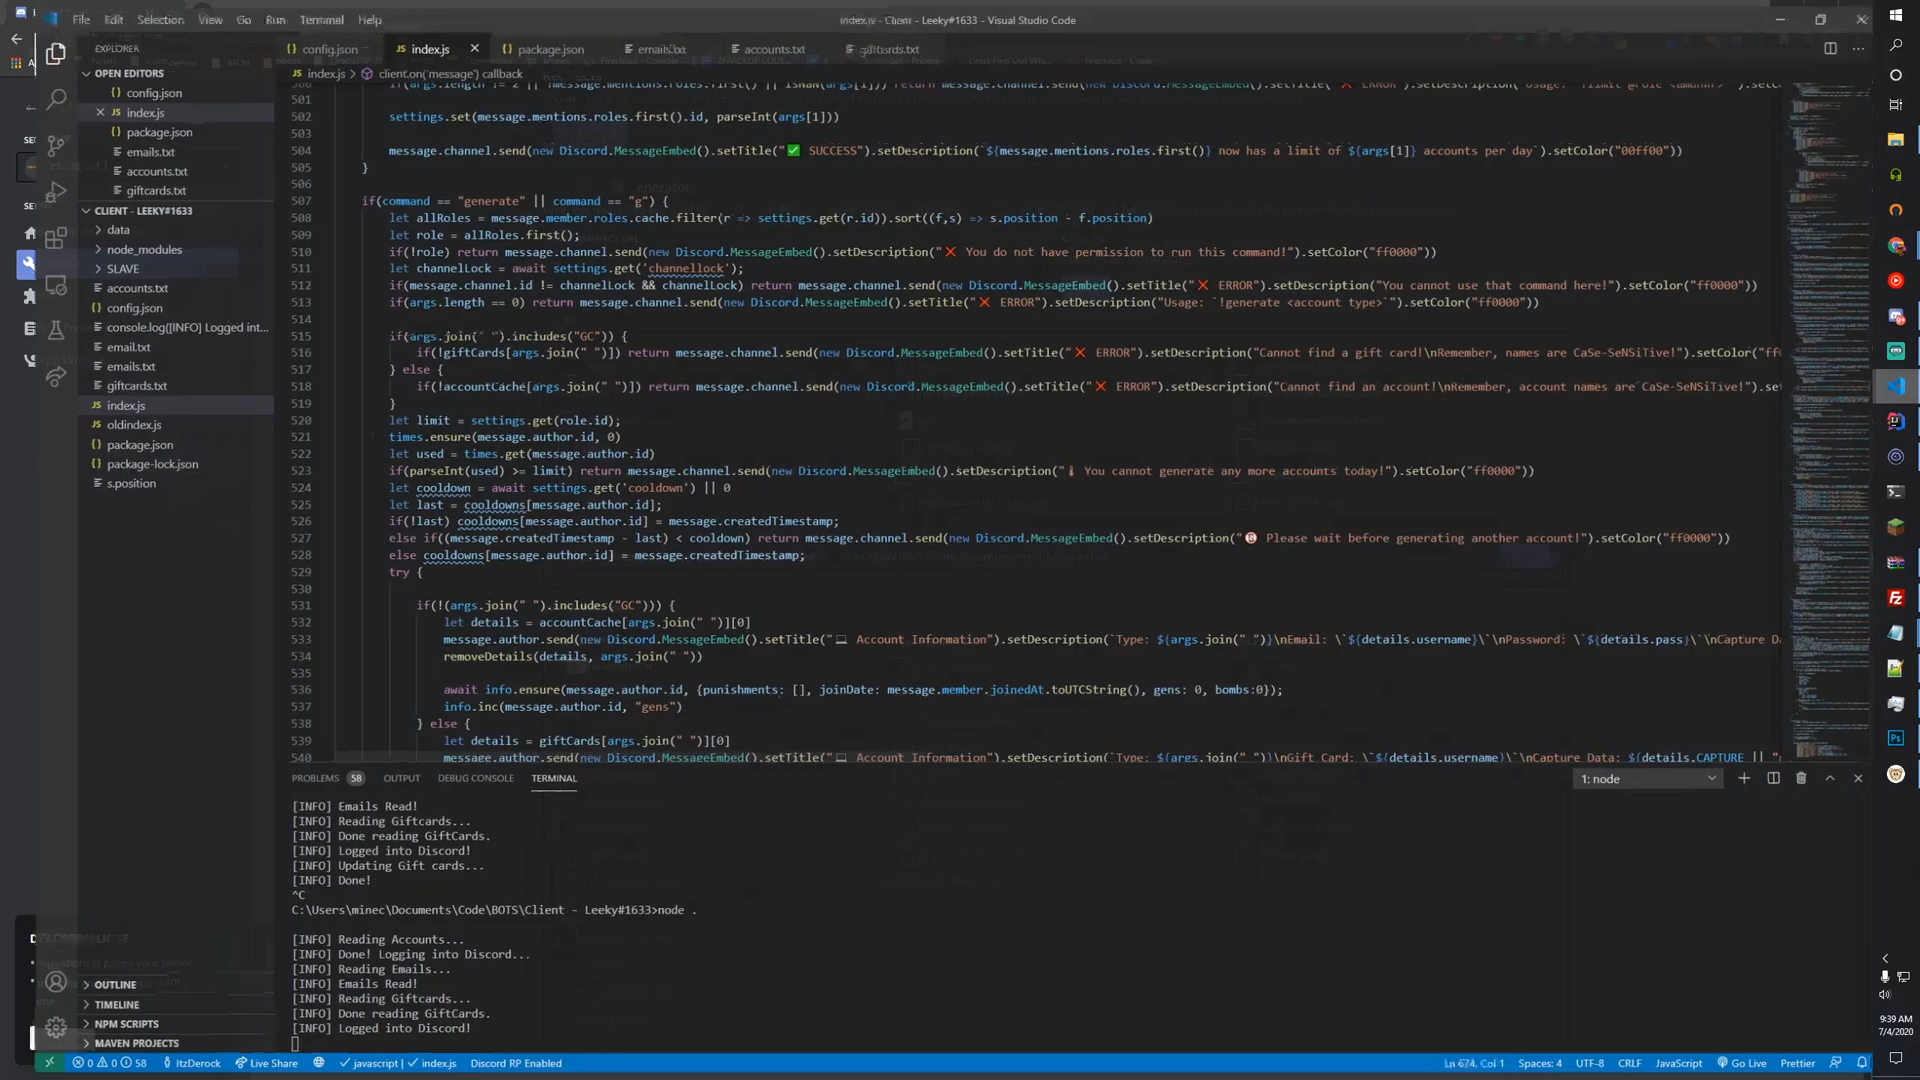 File Edit Selection View Go Run Terminal Help
index.js - Client - Leeky#1633 - Visual Studio Code
EXPLORER
config.json index.js package.json emails.txt accounts.txt giftcards.txt
index.js > client.on('message') callback
OPEN EDITORS
config.json
index.js
package.json
emails.txt
accounts.txt
giftcards.txt
CLIENT - LEEKY#1633
data
node_modules
SLAVE
accounts.txt
config.json
console.log([INFO] Logged int...
email.txt
emails.txt
giftcards.txt
index.js
oldindex.js
package.json
package-lock.json
s.position
OUTLINE
TIMELINE
NPM SCRIPTS
MAVEN PROJECTS
501
502 settings.set(message.mentions.roles.first().id, parseInt(args[1]))
503
504 message.channel.send(new Discord.MessageEmbed().setTitle("✅ SUCCESS").setDescription(`${message.mentions.roles.first()} now has a limit of ${args[1]} accounts per day`).setColor("00ff00"))
505 }
506
507 if(command == "generate" || command == "g") {
508 let allRoles = message.member.roles.cache.filter(r => settings.get(r.id)).sort((f,s) => s.position - f.position)
509 let role = allRoles.first();
510 if(!role) return message.channel.send(new Discord.MessageEmbed().setDescription("❌ You do not have permission to run this command!").setColor("ff0000"))
511 let channelLock = await settings.get('channellock');
512 if(message.channel.id != channelLock && channelLock) return message.channel.send(new Discord.MessageEmbed().setTitle("❌ ERROR").setDescription("You cannot use that command here!").setColor("ff0000"))
513 if(args.length == 0) return message.channel.send(new Discord.MessageEmbed().setTitle("❌ ERROR").setDescription("Usage: `!generate <account type>`").setColor("ff0000"))
514
515 if(args.join(" ").includes("GC")) {
516 if(!giftCards[args.join(" ")]) return message.channel.send(new Discord.MessageEmbed().setTitle("❌ ERROR").setDescription("Cannot find a gift card!\nRemember, names are CaSe-SeNSiTive!").setColor("ff
517 } else {
518 if(!accountCache[args.join(" ")]) return message.channel.send(new Discord.MessageEmbed().setTitle("❌ ERROR").setDescription("Cannot find an account!\nRemember, account names are CaSe-SeNSiTive!").se
519 }
520 let limit = settings.get(role.id);
521 times.ensure(message.author.id, 0)
522 let used = times.get(message.author.id)
523 if(parseInt(used) >= limit) return message.channel.send(new Discord.MessageEmbed().setDescription("You cannot generate any more accounts today!").setColor("ff0000"))
524 let cooldown = await settings.get('cooldown') || 0
525 let last = cooldowns[message.author.id];
526 if(!last) cooldowns[message.author.id] = message.createdTimestamp;
527 else if((message.createdTimestamp - last) < cooldown) return message.channel.send(new Discord.MessageEmbed().setDescription("Please wait before generating another account!").setColor("ff0000"))
528 else cooldowns[message.author.id] = message.createdTimestamp;
529 try {
530
531 if(!(args.join(" ").includes("GC"))) {
532 let details = accountCache[args.join(" ")][0]
533 message.author.send(new Discord.MessageEmbed().setTitle("💻 Account Information").setDescription(`Type: ${args.join(" ")}\nEmail: \`${details.username}\`\nPassword: \`${details.pass}\`\nCapture Da
534 removeDetails(details, args.join(" "))
535
536 await info.ensure(message.author.id, {punishments: [], joinDate: message.member.joinedAt.toUTCString(), gens: 0, bombs:0});
537 info.inc(message.author.id, "gens")
538 } else {
539 let details = giftCards[args.join(" ")][0]
540 message.author.send(new Discord.MessageEmbed().setTitle("💻 Account Information").setDescription(`Type: ${args.join(" ")}\nGift Card: \`${details.username}\`\nCapture Data: ${details.CAPTURE ||
PROBLEMS 58 OUTPUT DEBUG CONSOLE TERMINAL 1: node
[INFO] Emails Read!
[INFO] Reading Giftcards...
[INFO] Done reading GiftCards.
[INFO] Logged into Discord!
[INFO] Updating Gift cards...
[INFO] Done!
^C
C:\Users\minec\Documents\Code\BOTS\Client - Leeky#1633>node .
[INFO] Reading Accounts...
[INFO] Done! Logging into Discord...
[INFO] Reading Emails...
[INFO] Emails Read!
[INFO] Reading Giftcards...
[INFO] Done reading GiftCards.
[INFO] Logged into Discord!
0 0 58 ItzDerock Live Share javascript | index.js Discord RP Enabled Ln 674, Col 1 Spaces: 4 UTF-8 CRLF JavaScript Go Live Prettier
9:39 AM
7/4/2020